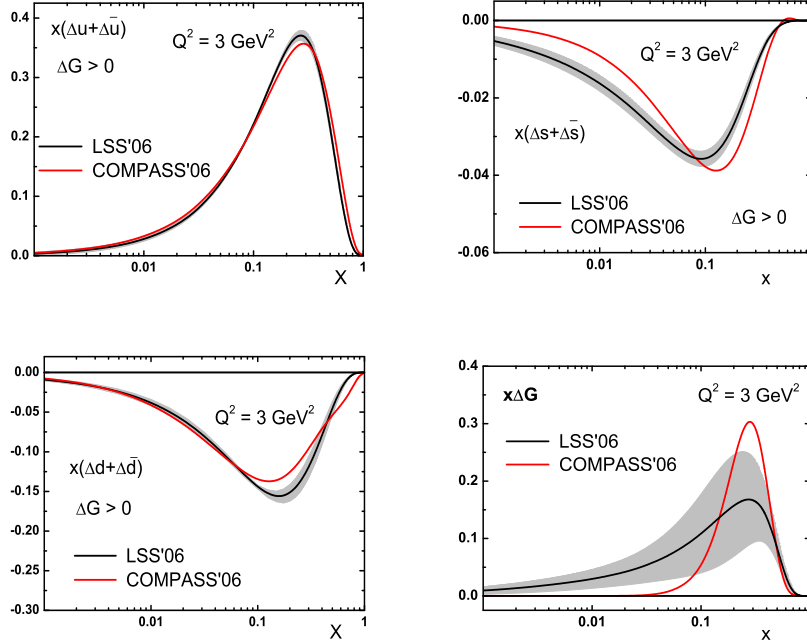 x(Δu+Δū)
Q² = 3 GeV²
ΔG > 0
LSS'06
COMPASS'06
0.4
0.3
0.2
0.1
0.0
0.01
0.1
1
X
0.00
-0.02
-0.04
-0.06
Q² = 3 GeV²
x(Δs+Δs̄)
LSS'06
COMPASS'06
ΔG > 0
0.01
0.1
x
0.00
-0.05
-0.10
-0.15
-0.20
-0.25
-0.30
Q² = 3 GeV²
x(Δd+Δd̄)
ΔG > 0
LSS'06
COMPASS'06
0.01
0.1
1
X
0.4
0.3
0.2
0.1
0.0
xΔG
Q² = 3 GeV²
LSS'06
COMPASS'06
0.01
0.1
x